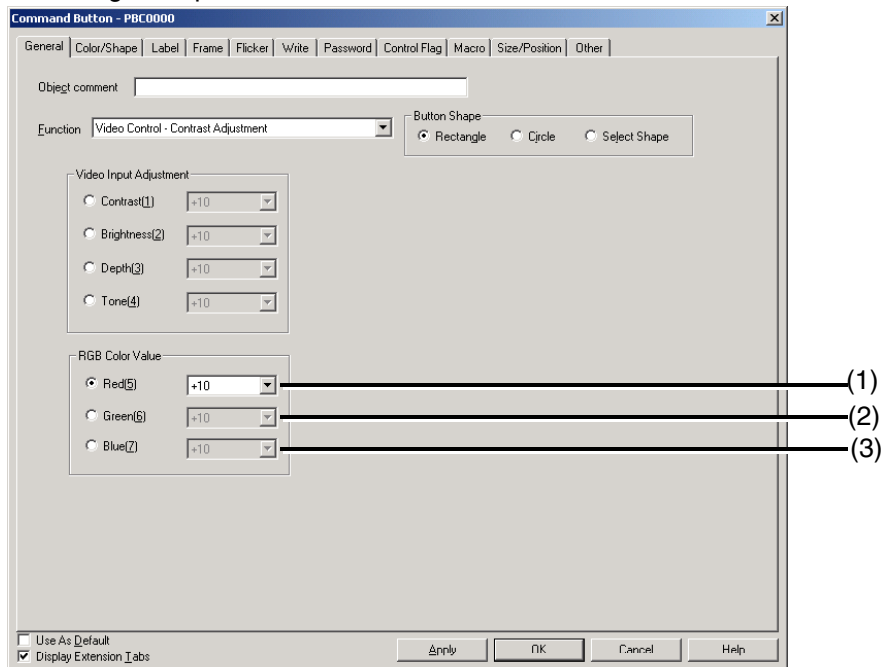 Command Button - PBC0000
General Color/Shape Label Frame Flicker Write Password Control Flag Macro Size/Position Other
Object comment
Function Video Control - Contrast Adjustment
Button Shape
Rectangle Circle Select Shape
Video Input Adjustment
Contrast(1) +10
Brightness(2) +10
Depth(3) +10
Tone(4) +10
RGB Color Value
Red(5) +10 (1)
Green(6) +10 (2)
Blue(7) +10 (3)
Use As Default
Display Extension Tabs
Apply OK Cancel Help